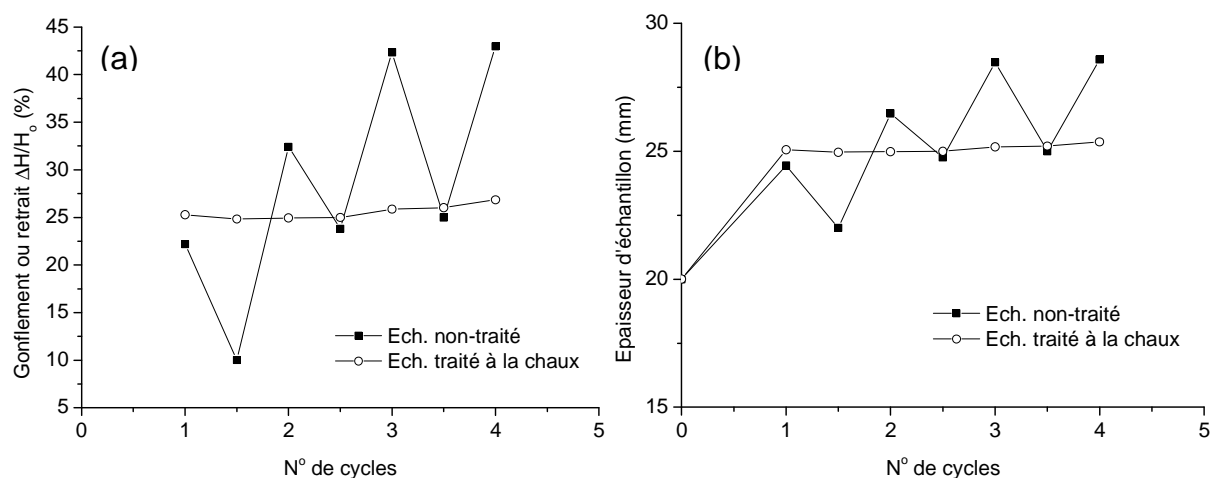 (a)
Gonflement ou retrait ΔH/Ho (%)
45
40
35
30
25
20
15
10
5
0
1
2
3
4
5
N° de cycles
Ech. non-traité
Ech. traité à la chaux
(b)
Epaisseur d'échantillon (mm)
30
25
20
15
0
1
2
3
4
5
N° de cycles
Ech. non-traité
Ech. traité à la chaux